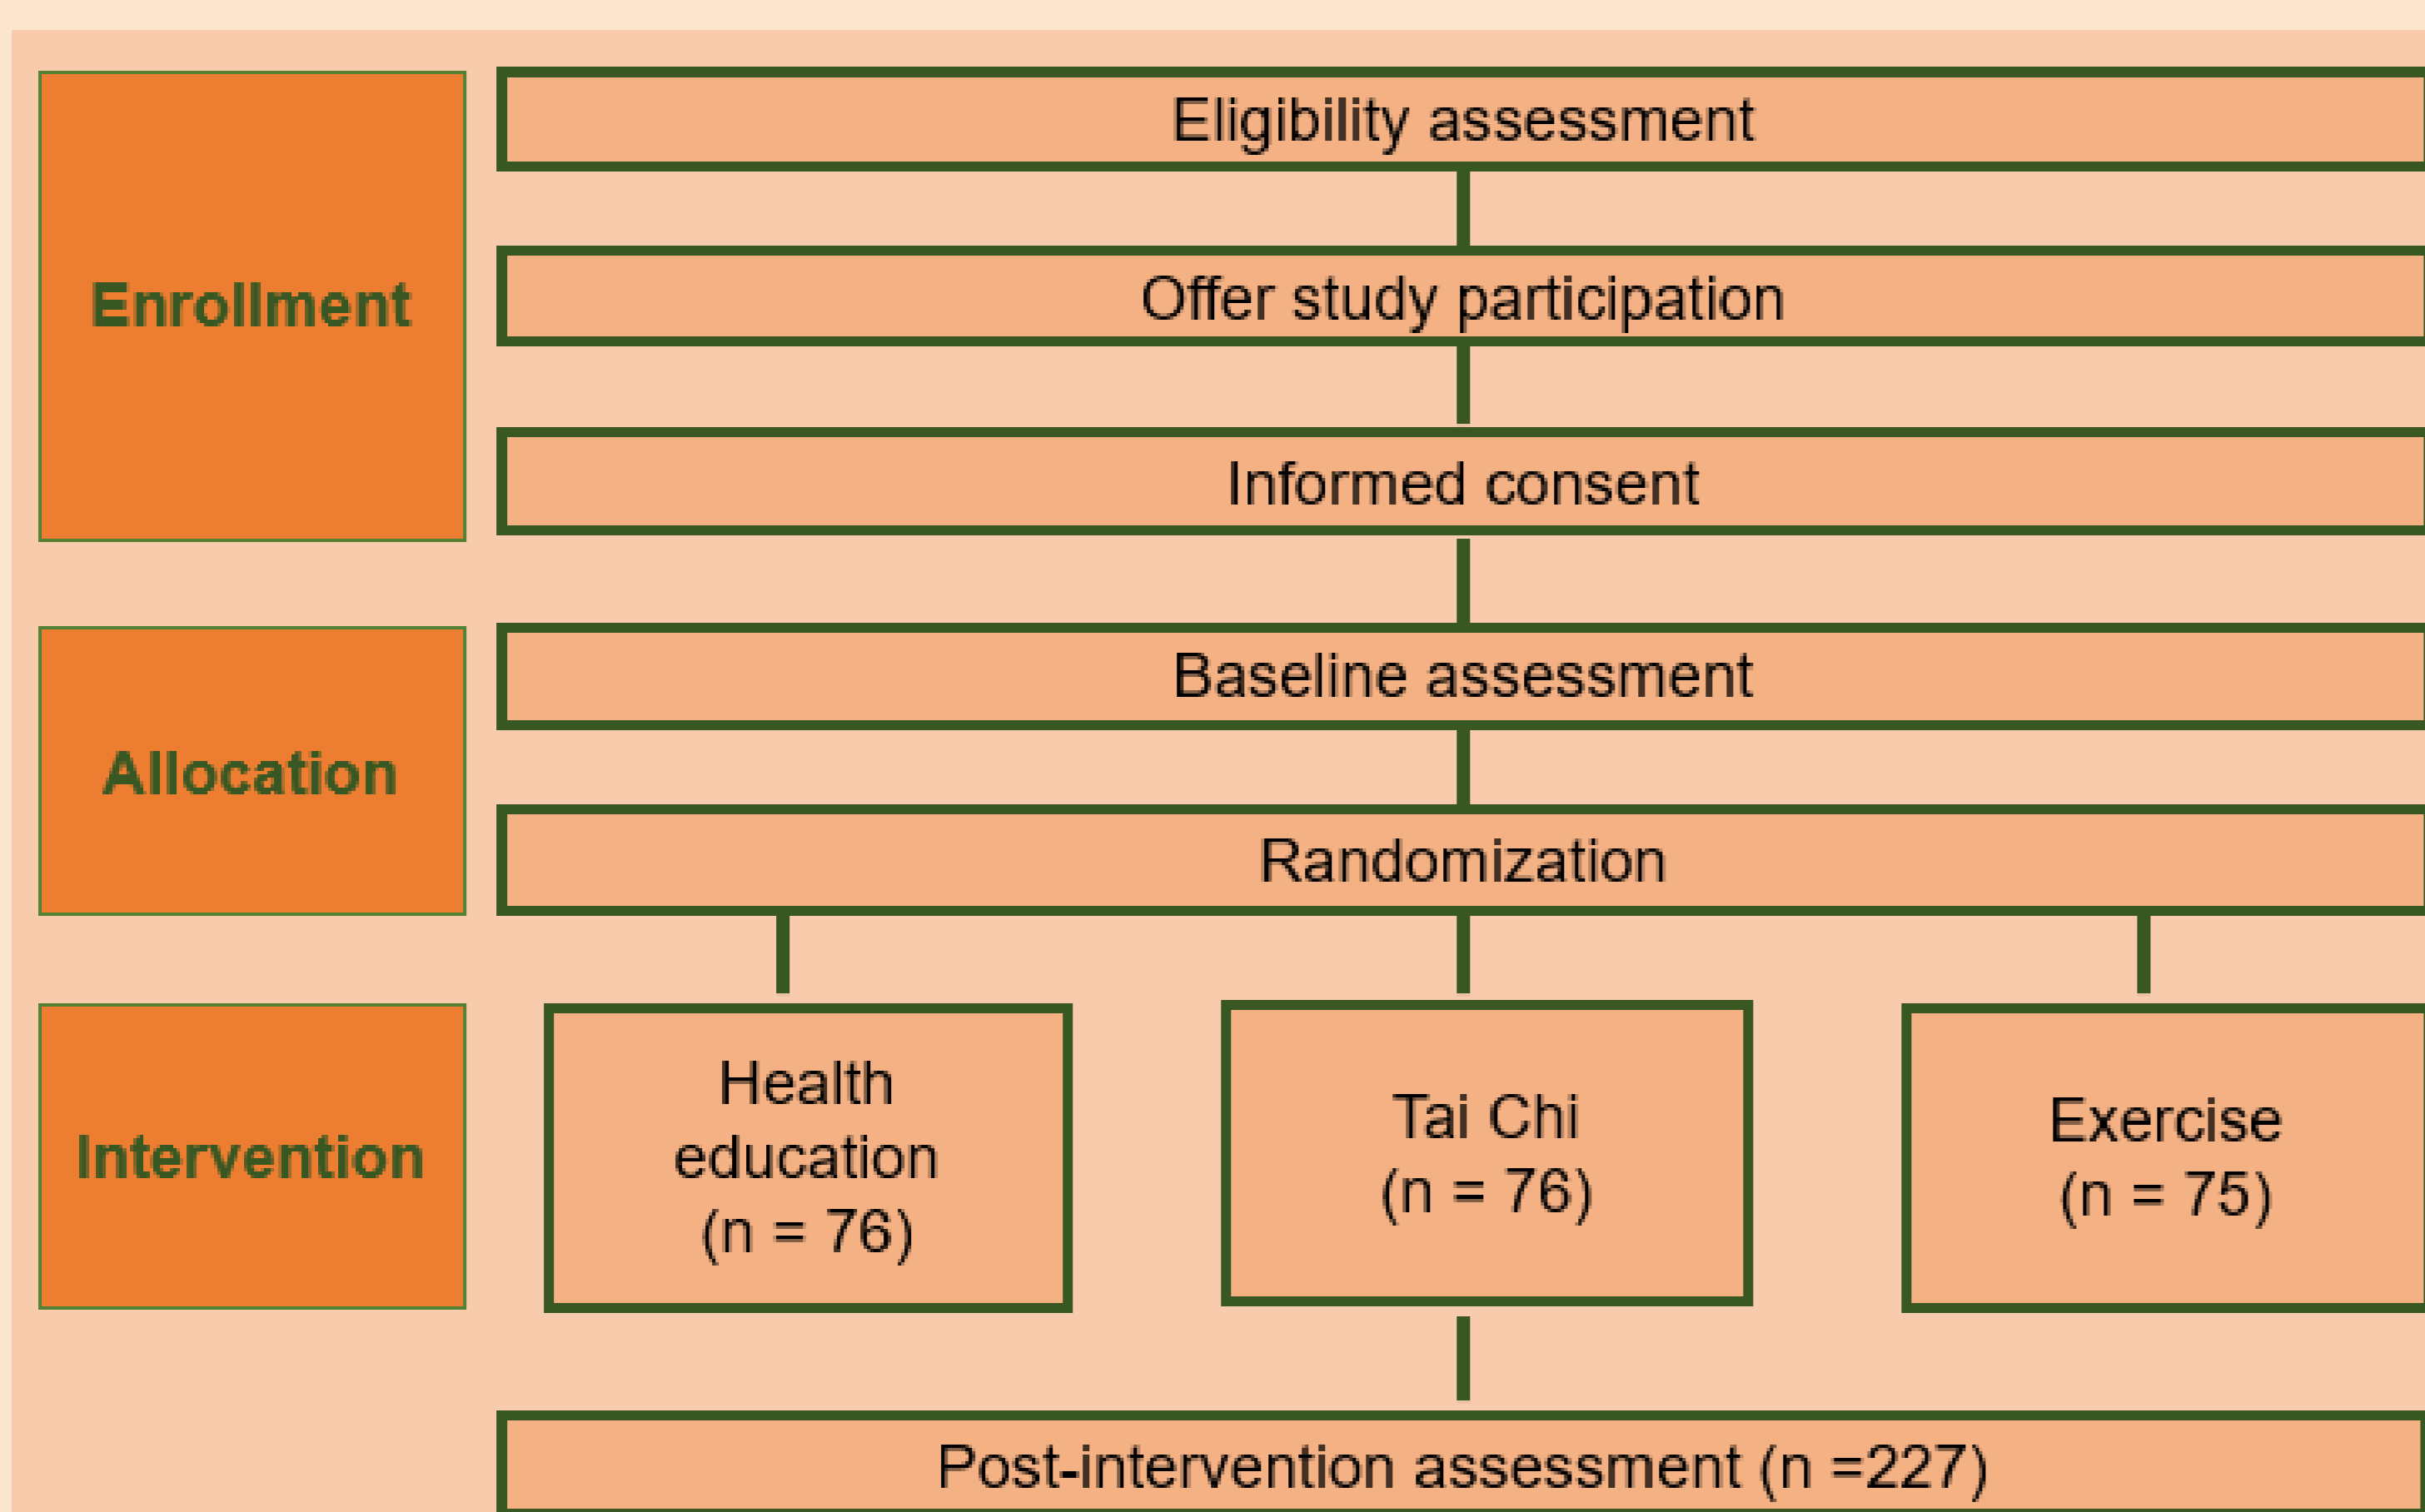 Enrollment
Eligibility assessment
Offer study participation
Informed consent
Allocation
Baseline assessment
Randomization
Intervention
Health
education
(n = 76)
Tai Chi
(n = 76)
Exercise
(n = 75)
Post-intervention assessment (n =227)